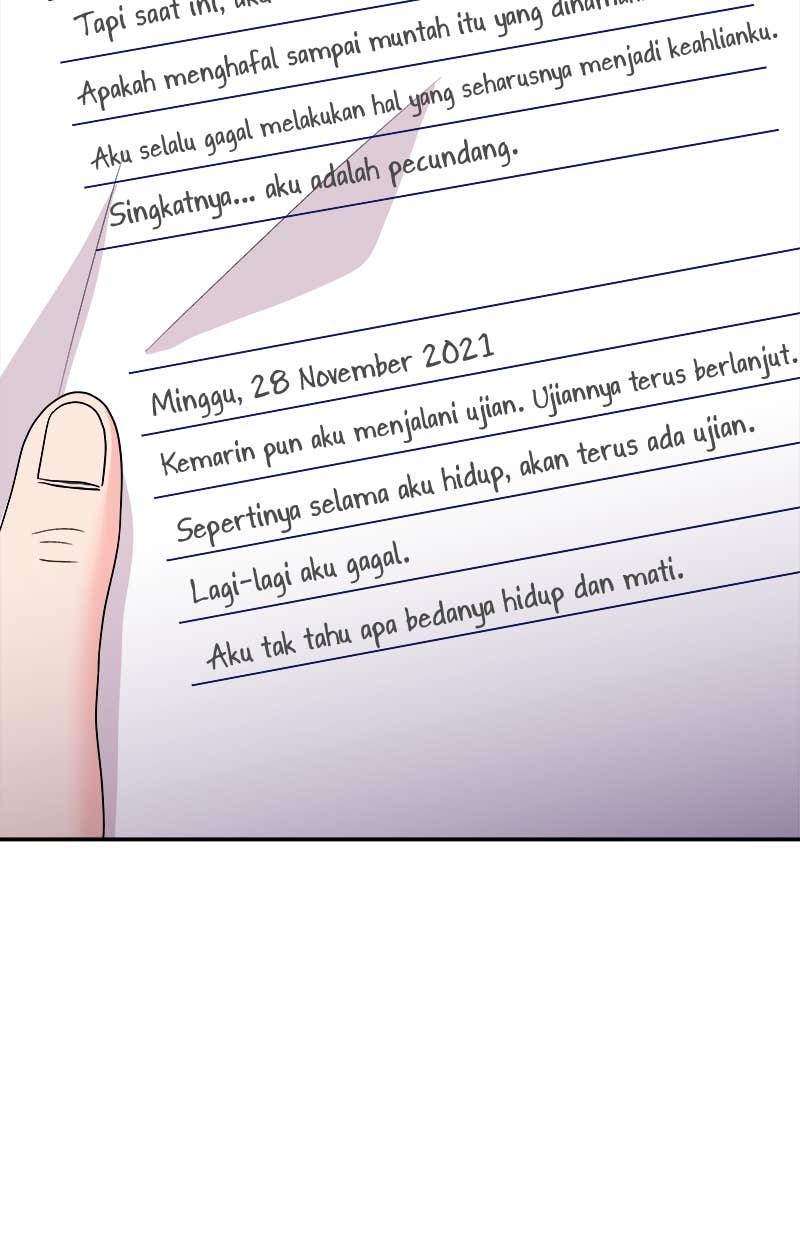 Tapi saat ini, aku
Apakah menghafal sampai muntah itu yang
Aku selalu gagal melakukan hal yang seharusnya menjadi keahlianku.
Singkatnya... aku adalah pecundang.
Minggu, 28 November 2021
Kemarin pun aku menjalani ujian. Ujiannya terus berlanjut.
Sepertinya selama aku hidup, akan terus ada ujian.
Lagi-lagi aku gagal.
Aku tak tahu apa bedanya hidup dan mati.